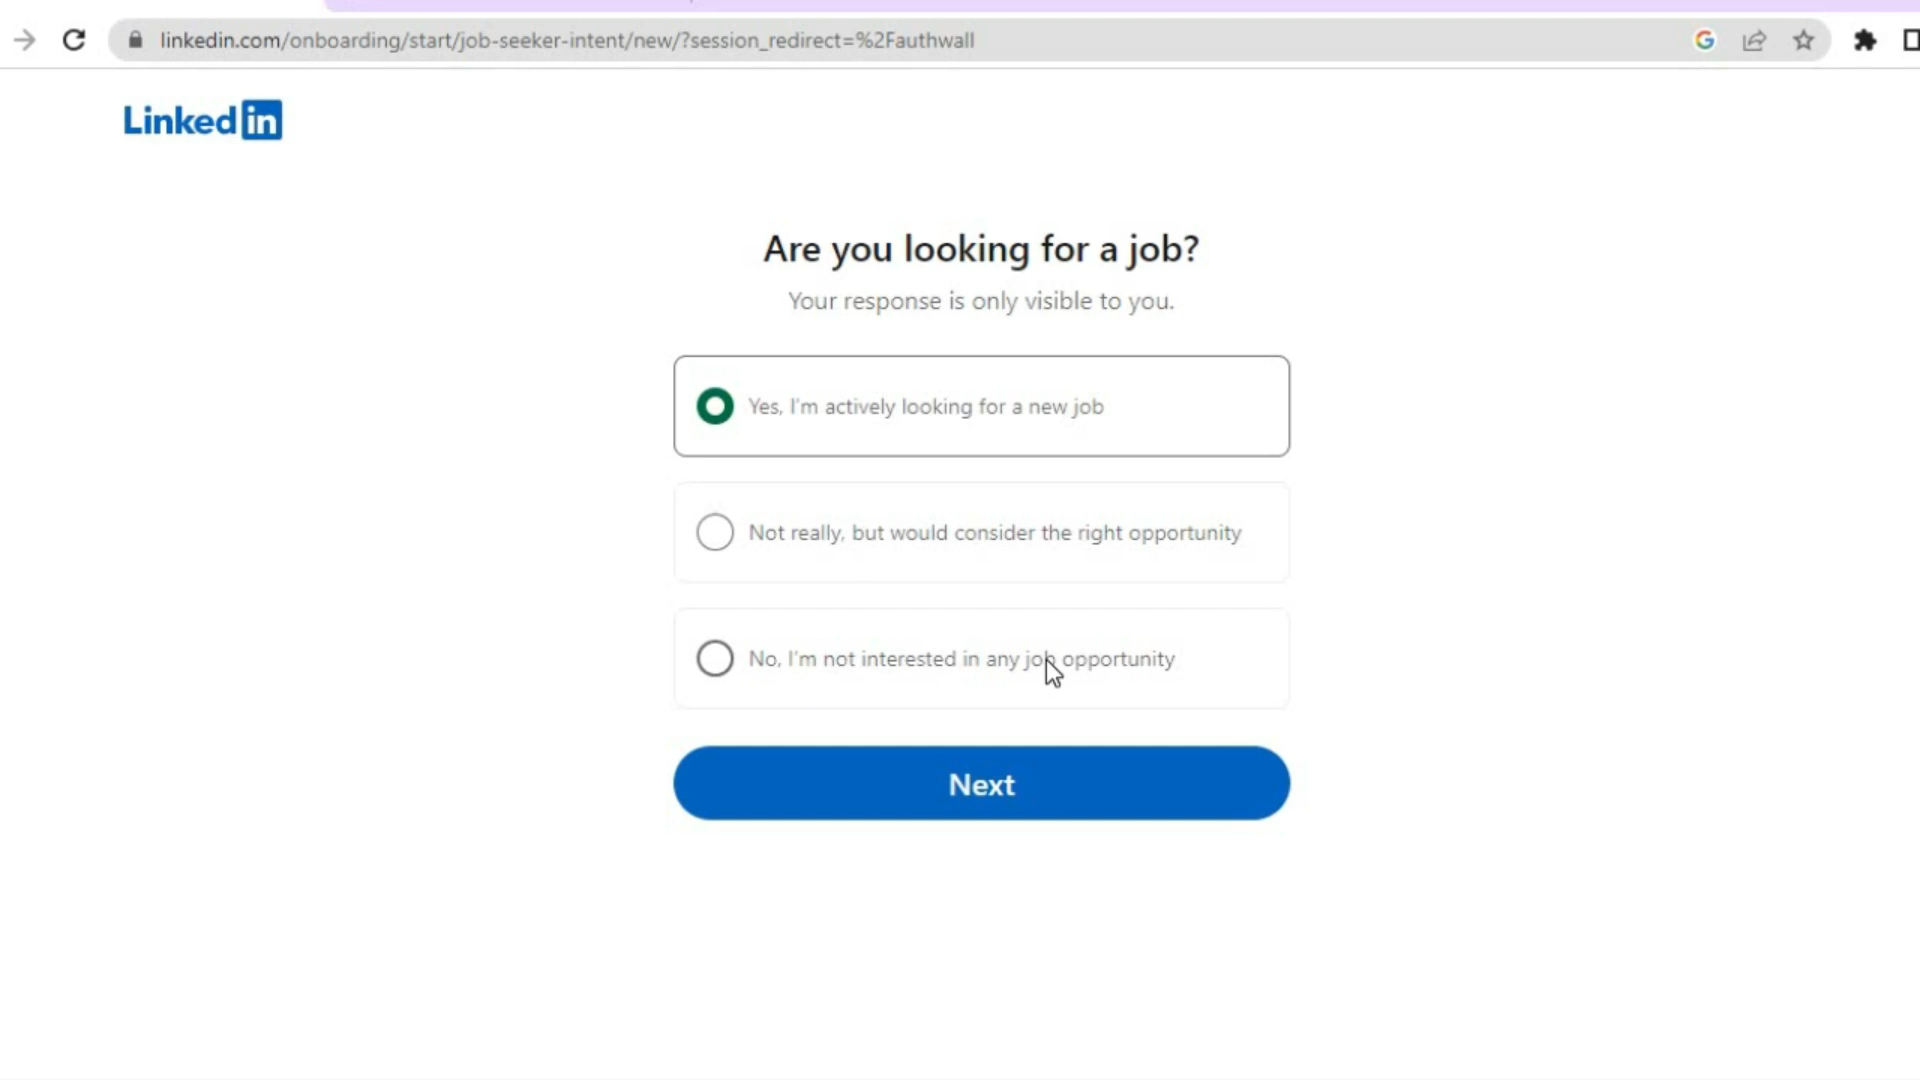 linkedin.com/onboarding/start/job-seeker-intent/new/?session_redirect=%2Fauthwall
Linked in
Are you looking for a job?
Your response is only visible to you.
Yes, I'm actively looking for a new job
Not really, but would consider the right opportunity
No, I'm not interested in any job opportunity
Next